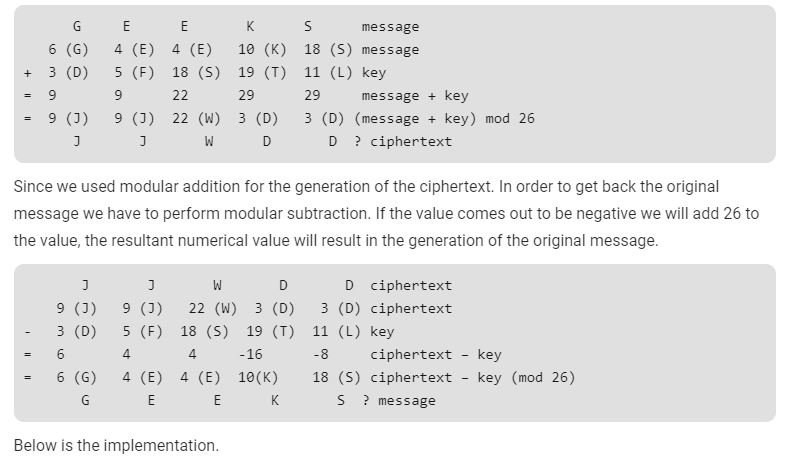 G E E K S message
6 (G) 4 (E) 4 (E) 10 (K) 18 (S) message
+ 3 (D) 5 (F) 18 (S) 19 (T) 11 (L) key
= 9 9 22 29 29 message + key
= 9 (J) 9 (J) 22 (W) 3 (D) 3 (D) (message + key) mod 26
J J W D D ? ciphertext
Since we used modular addition for the generation of the ciphertext. In order to get back the original
message we have to perform modular subtraction. If the value comes out to be negative we will add 26 to
the value, the resultant numerical value will result in the generation of the original message.
J J W D D ciphertext
9 (J) 9 (J) 22 (W) 3 (D) 3 (D) ciphertext
- 3 (D) 5 (F) 18 (S) 19 (T) 11 (L) key
= 6 4 4 -16 -8 ciphertext - key
= 6 (G) 4 (E) 4 (E) 10(K) 18 (S) ciphertext - key (mod 26)
G E E K S ? message
Below is the implementation.